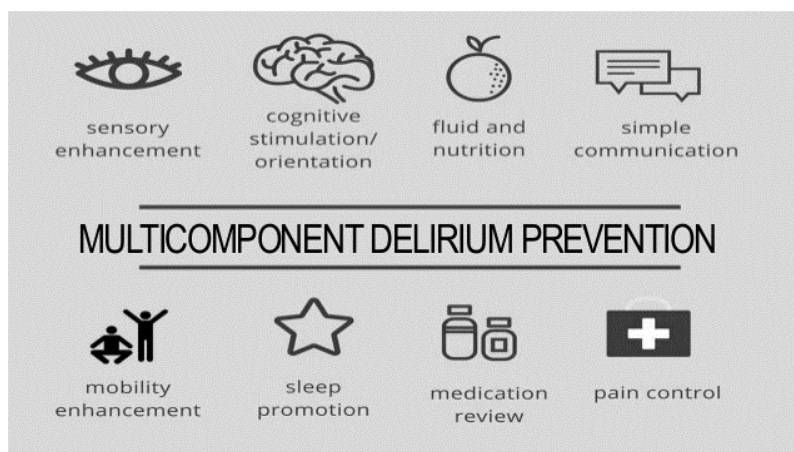 sensory
enhancement
cognitive
stimulation/
orientation
fluid and
nutrition
simple
communication
MULTICOMPONENT DELIRIUM PREVENTION
mobility
enhancement
sleep
promotion
medication
review
pain control